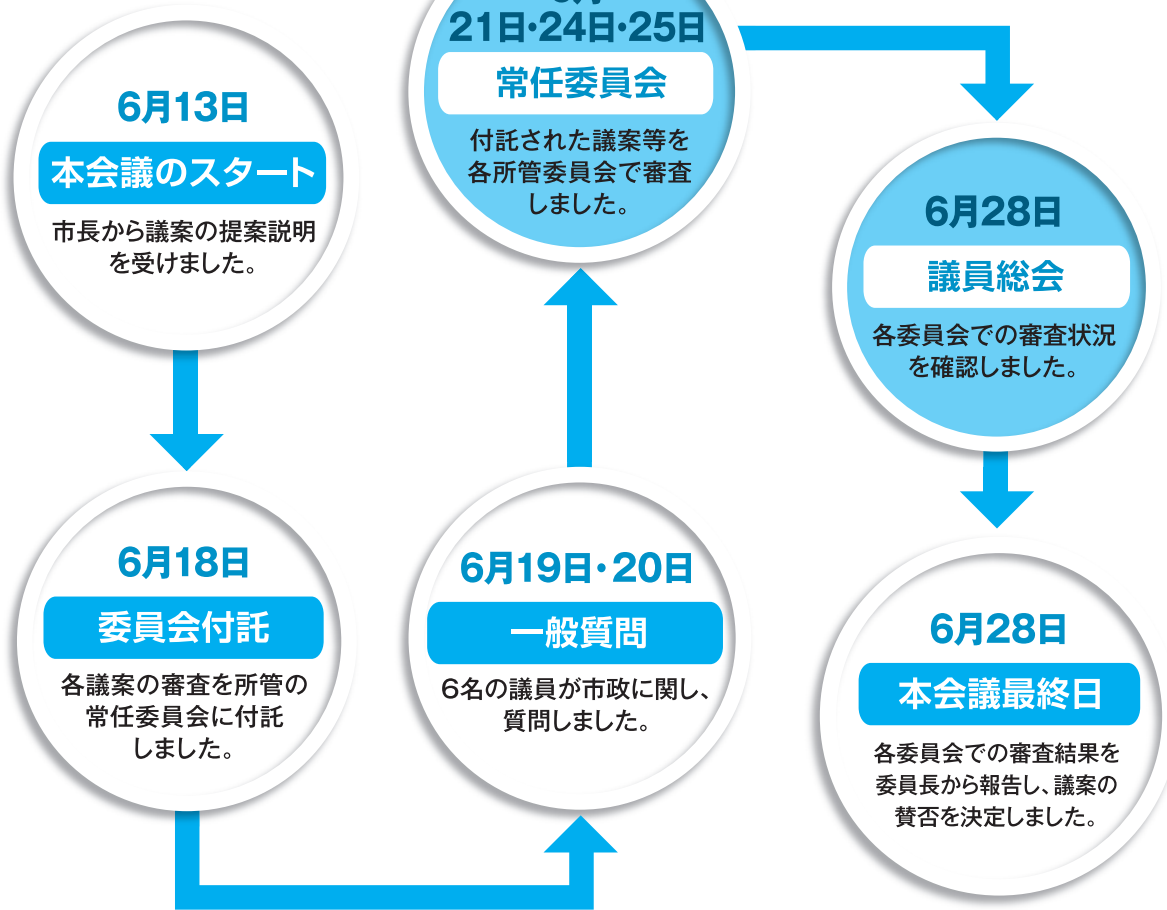 6月13日
本会議のスタート
市長から議案の提案説明
を受けました。
6月18日
委員会付託
各議案の審査を所管の
常任委員会に付託
しました。
6月19日・20日
一般質問
6名の議員が市政に関し、
質問しました。
21日・24日・25日
常任委員会
付託された議案等を
各所管委員会で審査
しました。
6月28日
議員総会
各委員会での審査状況
を確認しました。
6月28日
本会議最終日
各委員会での審査結果を
委員長から報告し、議案の
賛否を決定しました。